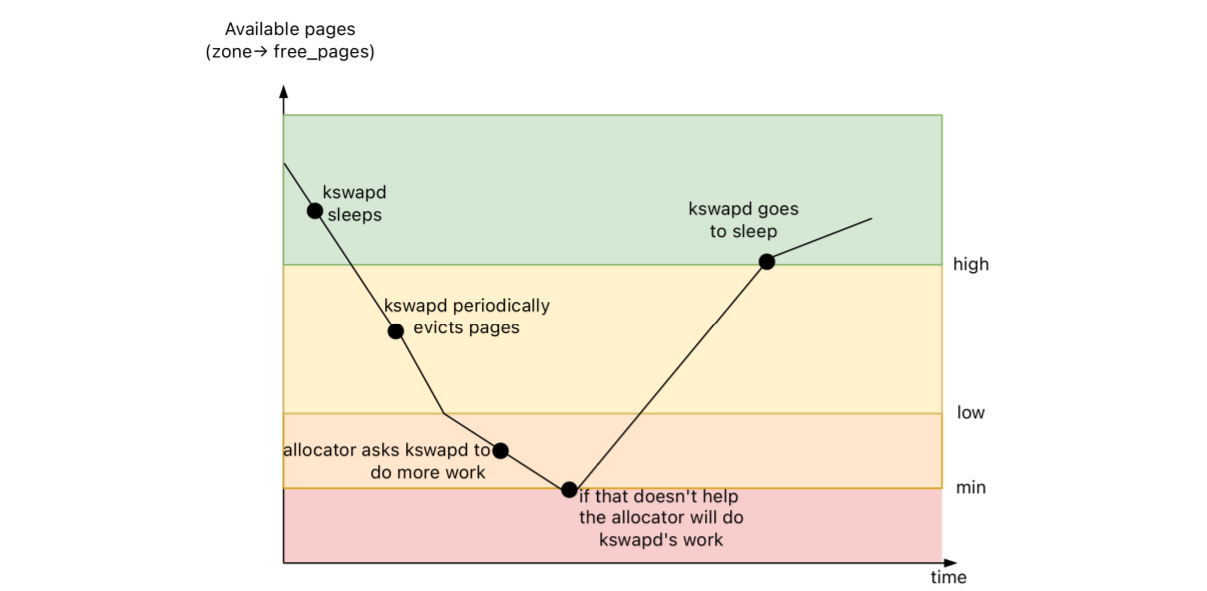 Available pages
(zone→ free_pages)
kswapd
sleeps
kswapd goes
to sleep
high
kswapd periodically
evicts pages
low
allocator asks kswapd to
do more work
min
if that doesn't help
the allocator will do
kswapd's work
time